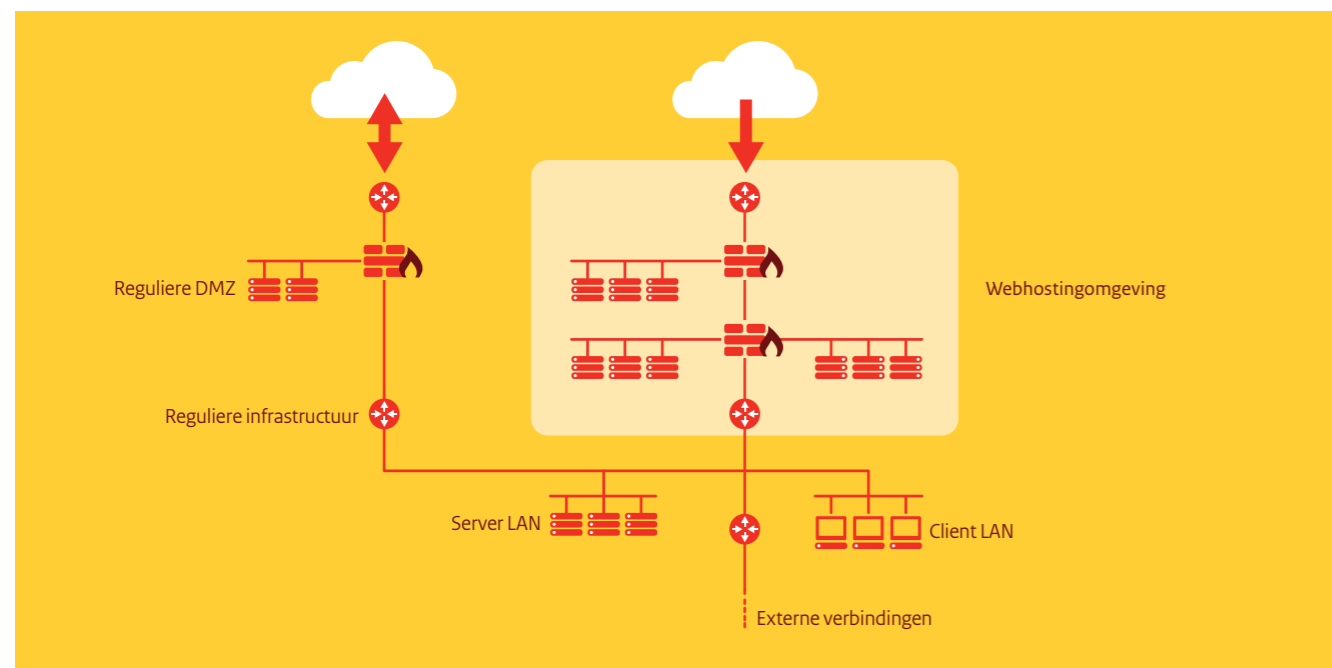 Reguliere DMZ
Webhostingomgeving
Reguliere infrastructuur
Server LAN
Client LAN
Externe verbindingen